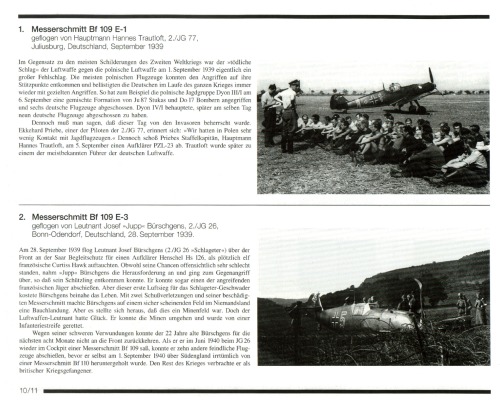 1. Messerschmitt Bf 109 E-1
geflogen von Hauptmann Hannes Trautloft, 2./JG 77,
Juliusburg, Deutschland, September 1939
Im Gegensatz zu den meisten Schilderungen des Zweiten Weltkriegs war der «tödliche
Schlag» der Luftwaffe gegen die polnische Luftwaffe am 1. September 1939 eigentlich ein
großer Fehlschlag. Die meisten polnischen Flugzeuge konnten den Angriffen auf ihre
Stützpunkte entkommen und belästigten die Deutschen im Laufe des ganzen Krieges immer
wieder mit gezielten Angriffen. So hat zum Beispiel die polnische Jagdgruppe Dyon III/I am
6. September eine gemischte Formation von Ju 87 Stukas und Do 17 Bombern angegriffen
und sechs deutsche Flugzeuge abgeschossen. Dyon IV/I behauptete, später am selben Tag
neun deutsche Flugzeuge abgeschossen zu haben.
Dennoch muß man sagen, daß dieser Tag von den Invasoren beherrscht wurde.
Ekkehard Priebe, einer der Piloten der 2./JG 77, erinnert sich: «Wir hatten in Polen sehr
wenig Kontakt mit Jagdflugzeugen.» Dennoch schoß Priebes Staffelkapitän, Hauptmann
Hannes Trautloft, am 5. September einen Aufklärer PZL-23 ab. Trautloft wurde später zu
einem der meistbekannten Führer der deutschen Luftwaffe.
2. Messerschmitt Bf 109 E-3
geflogen von Leutnant Josef «Jupp» Bürschgens, 2./JG 26,
Bonn-Odendorf, Deutschland, 28. September 1939.
Am 28. September 1939 flog Leutnant Josef Bürschgens (2./JG 26 «Schlageter») über der
Front an der Saar Begleitschutz für einen Aufklärer Henschel Hs 126, als plötzlich elf
französische Curtiss Hawk auftauchten. Obwohl seine Chancen offensichtlich sehr schlecht
standen, nahm «Jupp» Bürschgens die Herausforderung an und ging zum Gegenangriff
über, so daß sein Schützling entkommen konnte. Er konnte sogar einen der angreifenden
französischen Jäger abschießen. Aber dieser erste Luftsieg für das Schlageter-Geschwader
kostete Bürschgens beinahe das Leben. Mit zwei Schußverletzungen und seiner beschädig-
ten Messerschmitt machte Bürschgens auf einem sicher scheinenden Feld im Niemandsland
eine Bauchlandung. Aber es stellte sich heraus, daß dies ein Minenfeld war. Doch der
Luftwaffen-Leutnant hatte Glück. Er konnte die Minen umgehen und wurde von einer
Infanteriestreife gerettet.
Wegen seiner schweren Verwundungen konnte der 22 Jahre alte Bürschgens für die
nächsten acht Monate nicht an die Front zurückkehren. Als er im Juni 1940 beim JG 26
wieder im Cockpit einer Messerschmitt Bf 109 saß, konnte er zehn andere feindliche Flug-
zeuge abschießen, bevor er selbst am 1. September 1940 über Südengland irrtümlich von
einer Messerschmitt Bf 110 heruntergeholt wurde. Den Rest des Krieges verbrachte er als
britischer Kriegsgefangener.
10/11